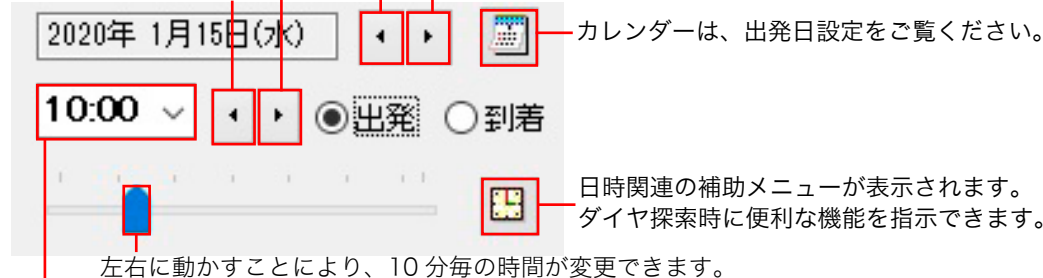 2020年 1月15日(水)
カレンダーは、出発日設定をご覧ください。
10:00
出発
到着
日時関連の補助メニューが表示されます。
ダイヤ探索時に便利な機能を指示できます。
左右に動かすことにより、10 分毎の時間が変更できます。